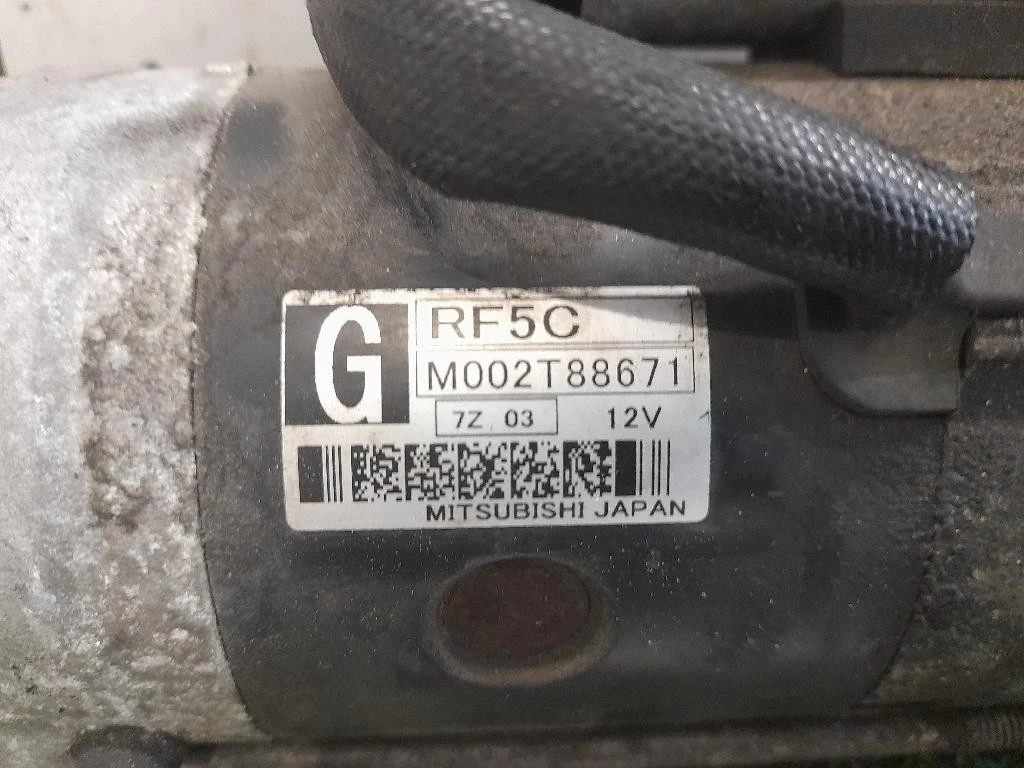 G
RF5C
M002T88671
7Z 03 12V
MITSUBISHI JAPAN